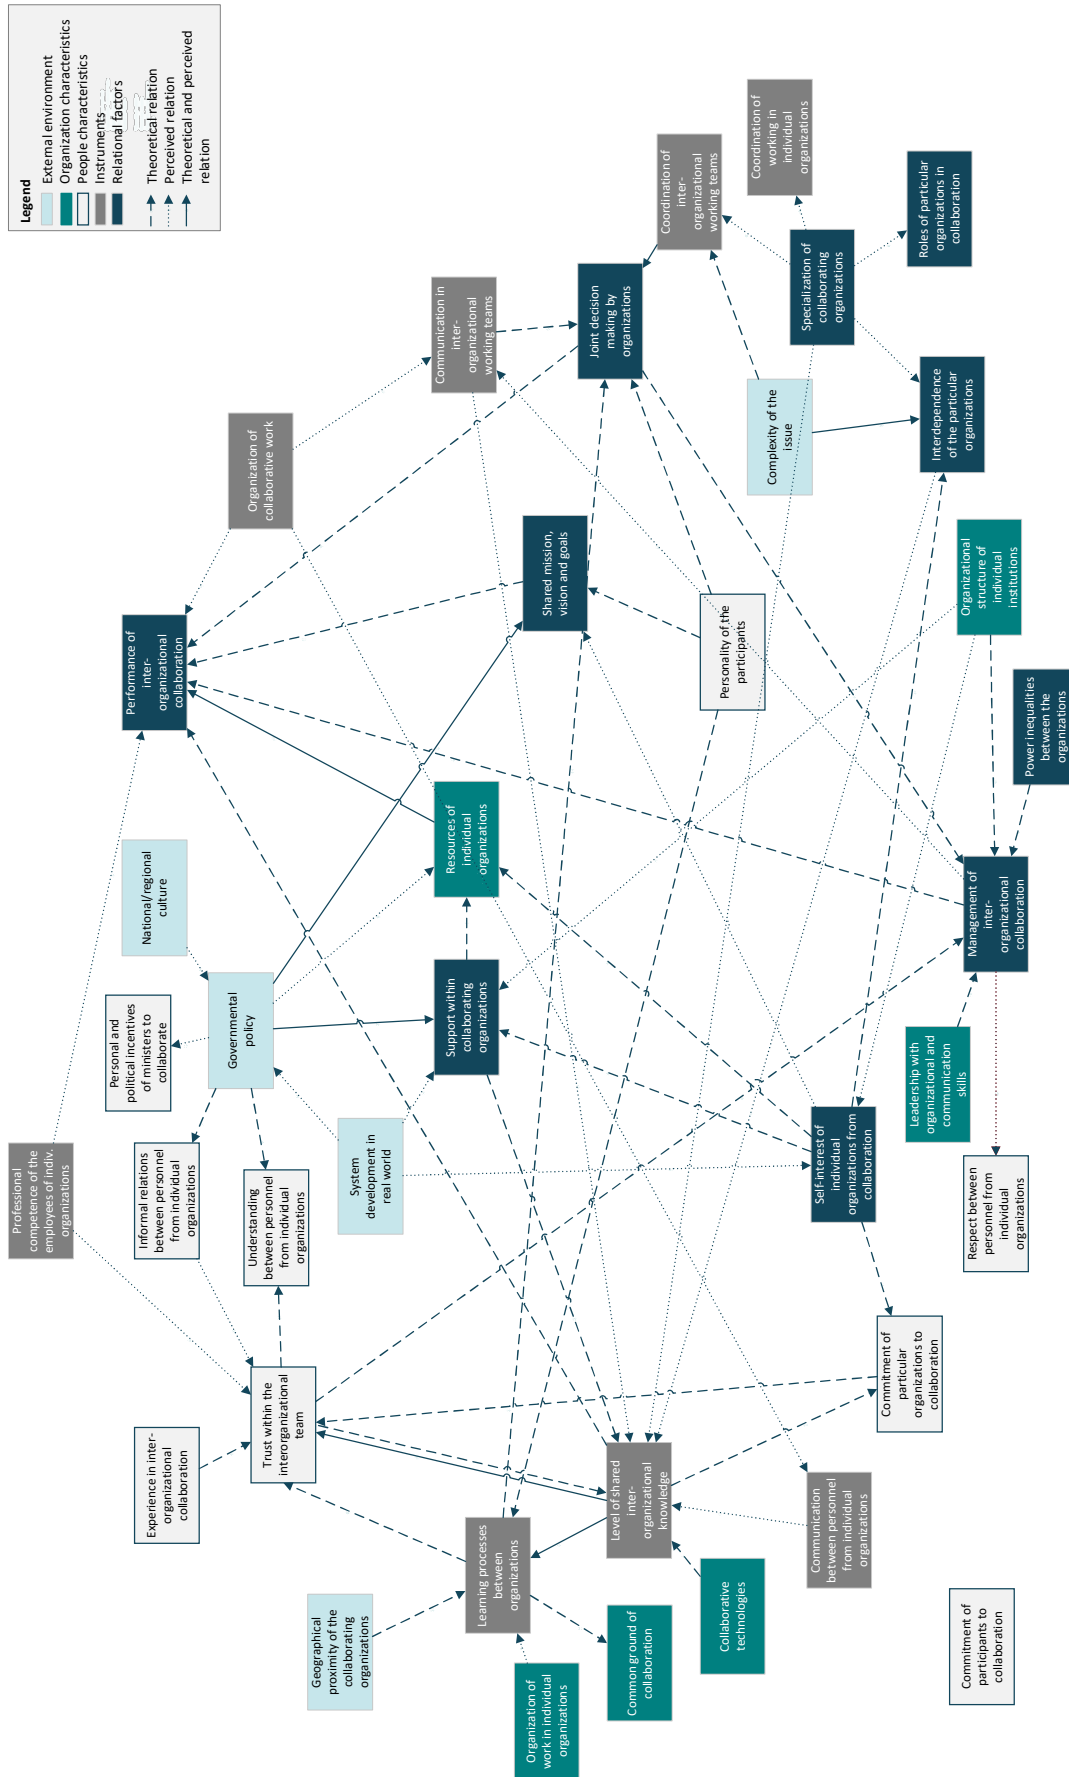 Legend
External environment
Organization characteristics
People characteristics
Instruments
Relational factors
Theoretical relation
Perceived relation
Theoretical and perceived
relation
Professional
competence of the
employees of indiv.
organizations
Personal and
political incentives
of ministers to
collaborate
National/regional
culture
Performance of
inter-
organizational
collaboration
Experience in inter-
organizational
collaboration
Informal relations
between personnel
from individual
organizations
Governmental
policy
Organization of
collaborative work
Trust within the
interorganizational
team
Understanding
between personnel
from individual
organizations
Geographical
proximity of the
collaborating
organizations
System
development in
real world
Support within
collaborating
organizations
Resources of
individual
organizations
Communication in
inter-
organizational
working teams
Learning processes
between
organizations
Shared mission,
vision and goals
Joint decision
making by
organizations
Organization of
work in individual
organizations
Common ground of
collaboration
Level of shared
inter-
organizational
knowledge
Coordination of
inter-
organizational
working teams
Collaborative
technologies
Personality of the
participants
Complexity of the
issue
Coordination of
working in
individual
organizations
Communication
between personnel
from individual
organizations
Self-interest of
individual
organizations from
collaboration
Specialization of
collaborating
organizations
Commitment of
particular
organizations to
collaboration
Leadership with
organizational and
communication
skills
Interdependence
of the particular
organizations
Roles of particular
organizations in
collaboration
Commitment of
participants to
collaboration
Respect between
personnel from
individual
organizations
Management of
inter-
organizational
collaboration
Organizational
structure of
individual
institutions
Power inequalities
between the
organizations